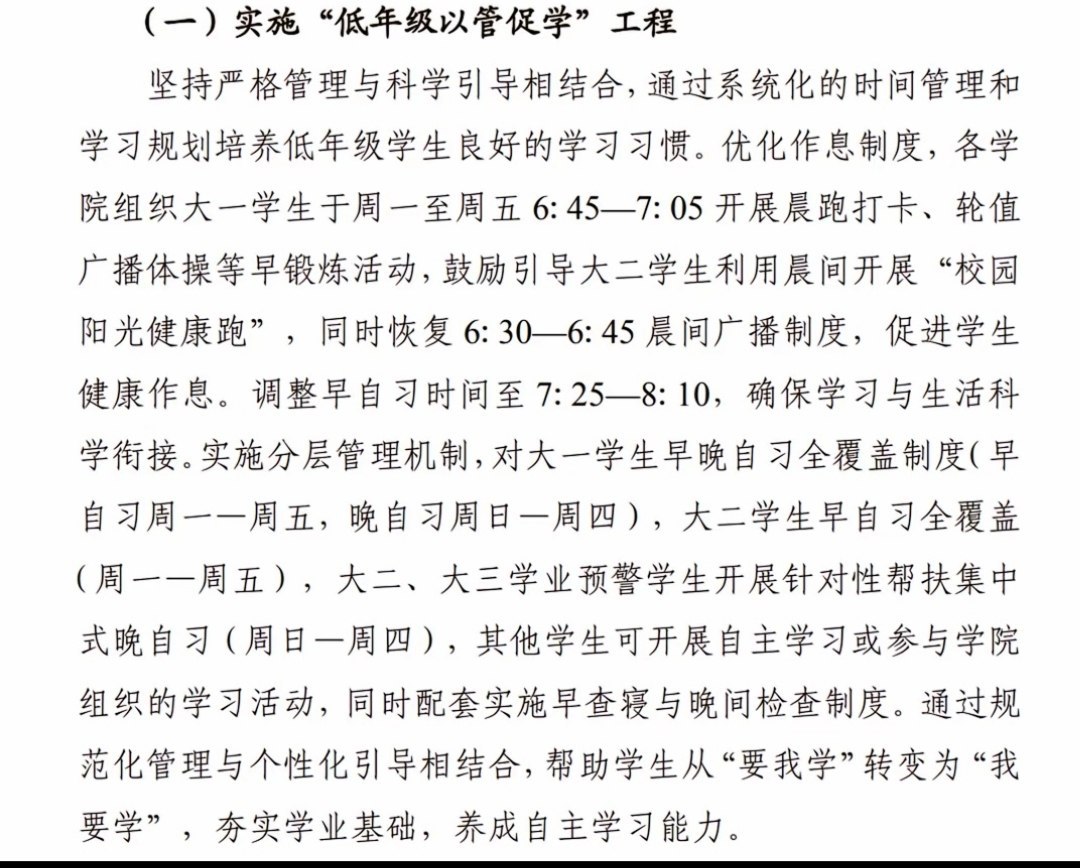 （一）实施“低年级以管促学”工程
坚持严格管理与科学引导相结合，通过系统化的时间管理和
学习规划培养低年级学生良好的学习习惯。优化作息制度，各学
院组织大一学生于周一至周五 6: 45—7: 05 开展晨跑打卡、轮值
广播体操等早锻炼活动，鼓励引导大二学生利用晨间开展“校园
阳光健康跑”，同时恢复 6: 30—6: 45 晨间广播制度，促进学生
健康作息。调整早自习时间至 7: 25—8: 10，确保学习与生活科
学衔接。实施分层管理机制，对大一学生早晚自习全覆盖制度（早
自习周一—周五，晚自习周日—周四），大二学生早自习全覆盖
（周一—周五），大二、大三学业预警学生开展针对性帮扶集中
式晚自习（周日—周四），其他学生可开展自主学习或参与学院
组织的学习活动，同时配套实施早查寝与晚间检查制度。通过规
范化管理与个性化引导相结合，帮助学生从“要我学”转变为“我
要学”，夯实学业基础，养成自主学习能力。